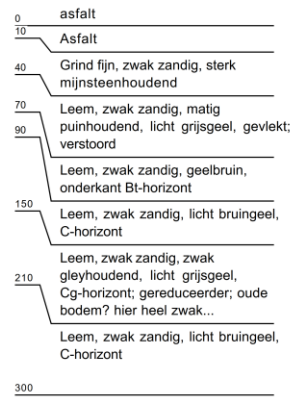 0 asfalt
10 Asfalt
40 Grind fijn, zwak zandig, sterk
mijnsteenhoudend
70 Leem, zwak zandig, matig
puinhoudend, licht grijsgeel, gevlekt;
90 verstoord
Leem, zwak zandig, geelbruin,
onderkant Bt-horizont
150 Leem, zwak zandig, licht bruingeel,
C-horizont
Leem, zwak zandig, zwak
gleyhoudend, licht grijsgeel,
210 Cg-horizont; gereduceerder; oude
bodem? hier heel zwak...
Leem, zwak zandig, licht bruingeel,
C-horizont
300